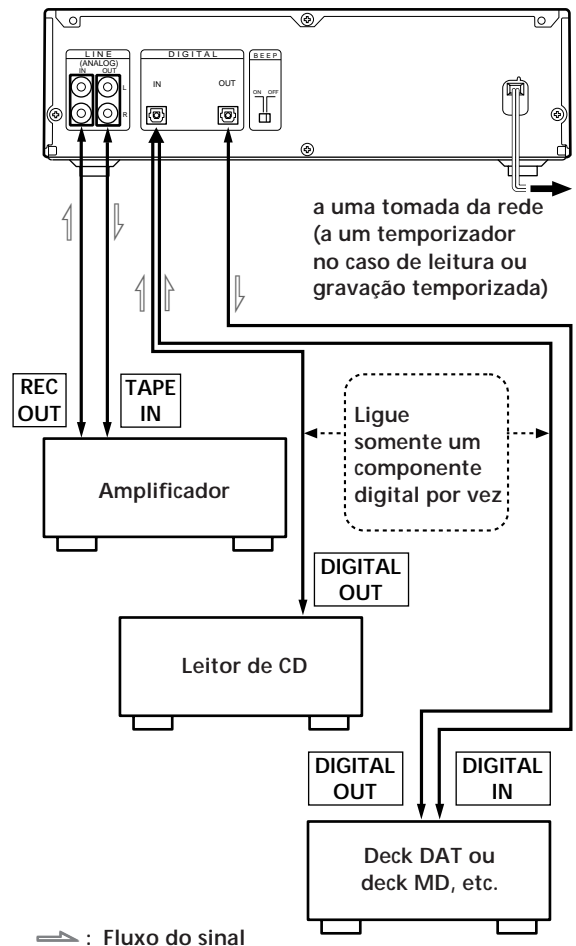 LINE
(ANALOG)
IN OUT
L
R
DIGITAL
IN OUT
BEEP
ON OFF
a uma tomada da rede
(a um temporizador
no caso de leitura ou
gravação temporizada)
REC
OUT
TAPE
IN
Ligue
somente um
componente
digital por vez
Amplificador
DIGITAL
OUT
Leitor de CD
DIGITAL
OUT
DIGITAL
IN
Deck DAT ou
deck MD, etc.
: Fluxo do sinal